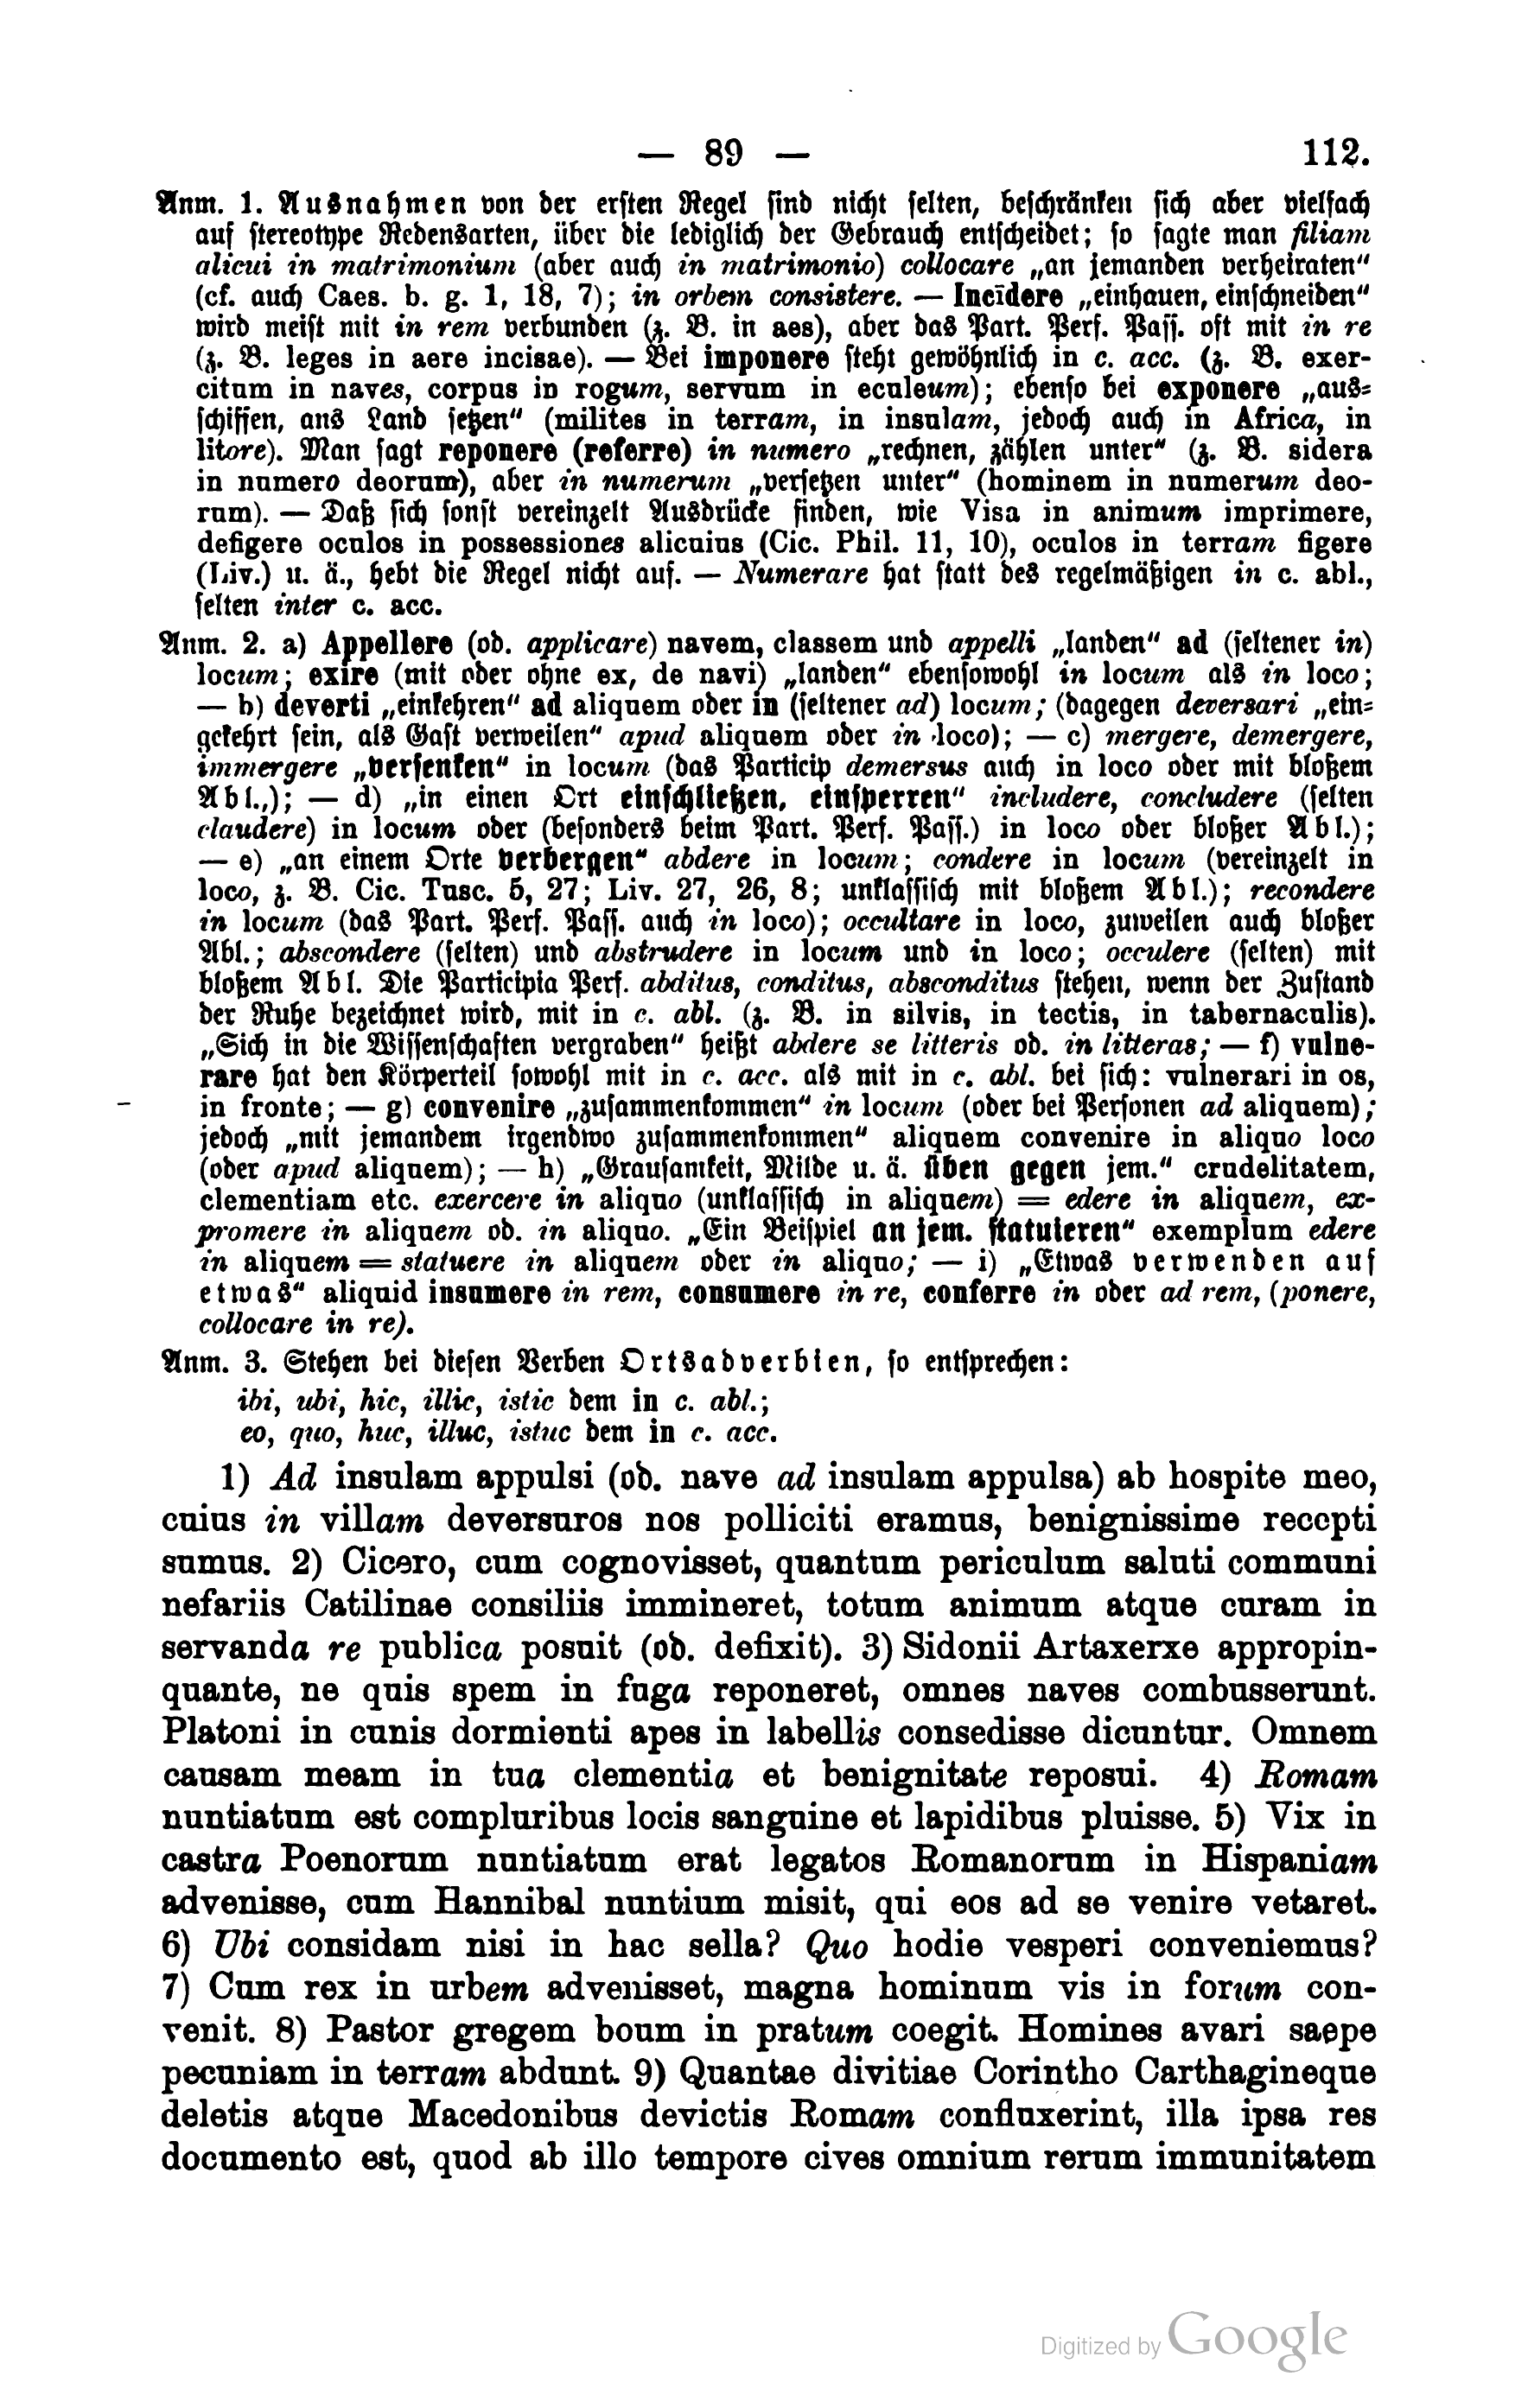 — 89 — 112.
Anm. 1. Ausnahmen von der ersten Regel sind nicht selten, beschränken sich aber vielfach
auf stereotype Redensarten, über die lediglich der Gebrauch entscheidet; so sagte man filiam
alicui in matrimonium (aber auch in matrimonio) collocare „an jemanden verheiraten“
(cf. auch Caes. b. g. 1, 18, 7); in orbem consistere. — Incīdere „einhauen, einschneiden“
wird meist mit in rem verbunden (z. B. in aes), aber das Part. Perf. Pass. oft mit in re
(z. B. leges in aere incisae). — Bei imponere steht gewöhnlich in c. acc. (z. B. exer-
citum in naves, corpus in rogum, servum in eculeum); ebenso bei exponere „aus-
schiffen, ans Land setzen“ (milites in terram, in insulam, jedoch auch in Africa, in
litore). Man sagt reponere (referre) in numero „rechnen, zählen unter“ (z. B. sidera
in numero deorum), aber in numerum „versetzen unter“ (hominem in numerum deo-
rum). — Daß sich sonst vereinzelt Ausdrücke finden, wie Visa in animum imprimere,
defigere oculos in possessiones alicuius (Cic. Phil. 11, 10), oculos in terram figere
(Liv.) u. ä., hebt die Regel nicht auf. — Numerare hat statt des regelmäßigen in c. abl.,
selten inter c. acc.
Anm. 2. a) Appellere (od. applicare) navem, classem und appelli „landen“ ad (seltener in)
locum; exire (mit oder ohne ex, de navi) „landen“ ebensowohl in locum als in loco;
— b) deverti „einkehren“ ad aliquem oder in (seltener ad) locum; (dagegen deversari „ein-
gekehrt sein, als Gast verweilen“ apud aliquem oder in loco); — c) mergere, demergere,
immergere „versenken“ in locum (das Particip demersus auch in loco oder mit bloßem
Abl.,); — d) „in einen Ort einschließen, einsperren“ includere, concludere (selten
claudere) in locum oder (besonders beim Part. Perf. Pass.) in loco oder bloßer Abl.);
— e) „an einem Orte verbergen“ abdere in locum; condere in locum (vereinzelt in
loco, z. B. Cic. Tusc. 5, 27; Liv. 27, 26, 8; unklassisch mit bloßem Abl.); recondere
in locum (das Part. Perf. Pass. auch in loco); occultare in loco, zuweilen auch bloßer
Abl.; abscondere (selten) und abstrudere in locum und in loco; occulere (selten) mit
bloßem Abl. Die Participia Perf. abditus, conditus, absconditus stehen, wenn der Zustand
der Ruhe bezeichnet wird, mit in c. abl. (z. B. in silvis, in tectis, in tabernaculis).
„Sich in die Wissenschaften vergraben“ heißt abdere se litteris od. in litteras; — f) vulne-
rare hat den Körperteil sowohl mit in c. acc. als mit in c. abl. bei sich: vulnerari in os,
in fronte; — g) convenire „zusammenkommen“ in locum (oder bei Personen ad aliquem);
jedoch „mit jemandem irgendwo zusammenkommen“ aliquem convenire in aliquo loco
(oder apud aliquem); — h) „Grausamkeit, Milde u. ä. üben gegen jem.“ crudelitatem,
clementiam etc. exercere in aliquo (unklassisch in aliquem) = edere in aliquem, ex-
promere in aliquem od. in aliquo. „Ein Beispiel an jem. statuieren“ exemplum edere
in aliquem = statuere in aliquem oder in aliquo; — i) „Etwas verwenden auf
etwas“ aliquid insumere in rem, consumere in re, conferre in oder ad rem, (ponere,
collocare in re).
Anm. 3. Stehen bei diesen Verben Ortsadverbien, so entsprechen:
ibi, ubi, hic, illic, istic dem in c. abl.;
eo, quo, huc, illuc, istuc dem in c. acc.
1) Ad insulam appulsi (od. nave ad insulam appulsa) ab hospite meo,
cuius in villam deversuros nos polliciti eramus, benignissime recepti
sumus. 2) Cicero, cum cognovisset, quantum periculum saluti communi
nefariis Catilinae consiliis immineret, totum animum atque curam in
servanda re publica posuit (od. defixit). 3) Sidonii Artaxerxe appropin-
quante, ne quis spem in fuga reponeret, omnes naves combusserunt.
Platoni in cunis dormienti apes in labellis consedisse dicuntur. Omnem
causam meam in tua clementia et benignitate reposui. 4) Romam
nuntiatum est compluribus locis sanguine et lapidibus pluisse. 5) Vix in
castra Poenorum nuntiatum erat legatos Romanorum in Hispaniam
advenisse, cum Hannibal nuntium misit, qui eos ad se venire vetaret.
6) Ubi considam nisi in hac sella? Quo hodie vesperi conveniemus?
7) Cum rex in urbem advenisset, magna hominum vis in forum con-
venit. 8) Pastor gregem boum in pratum coegit. Homines avari saepe
pecuniam in terram abdunt. 9) Quantae divitiae Corintho Carthagineque
deletis atque Macedonibus devictis Romam confluxerint, illa ipsa res
documento est, quod ab illo tempore cives omnium rerum immunitatem
Digitized by Google